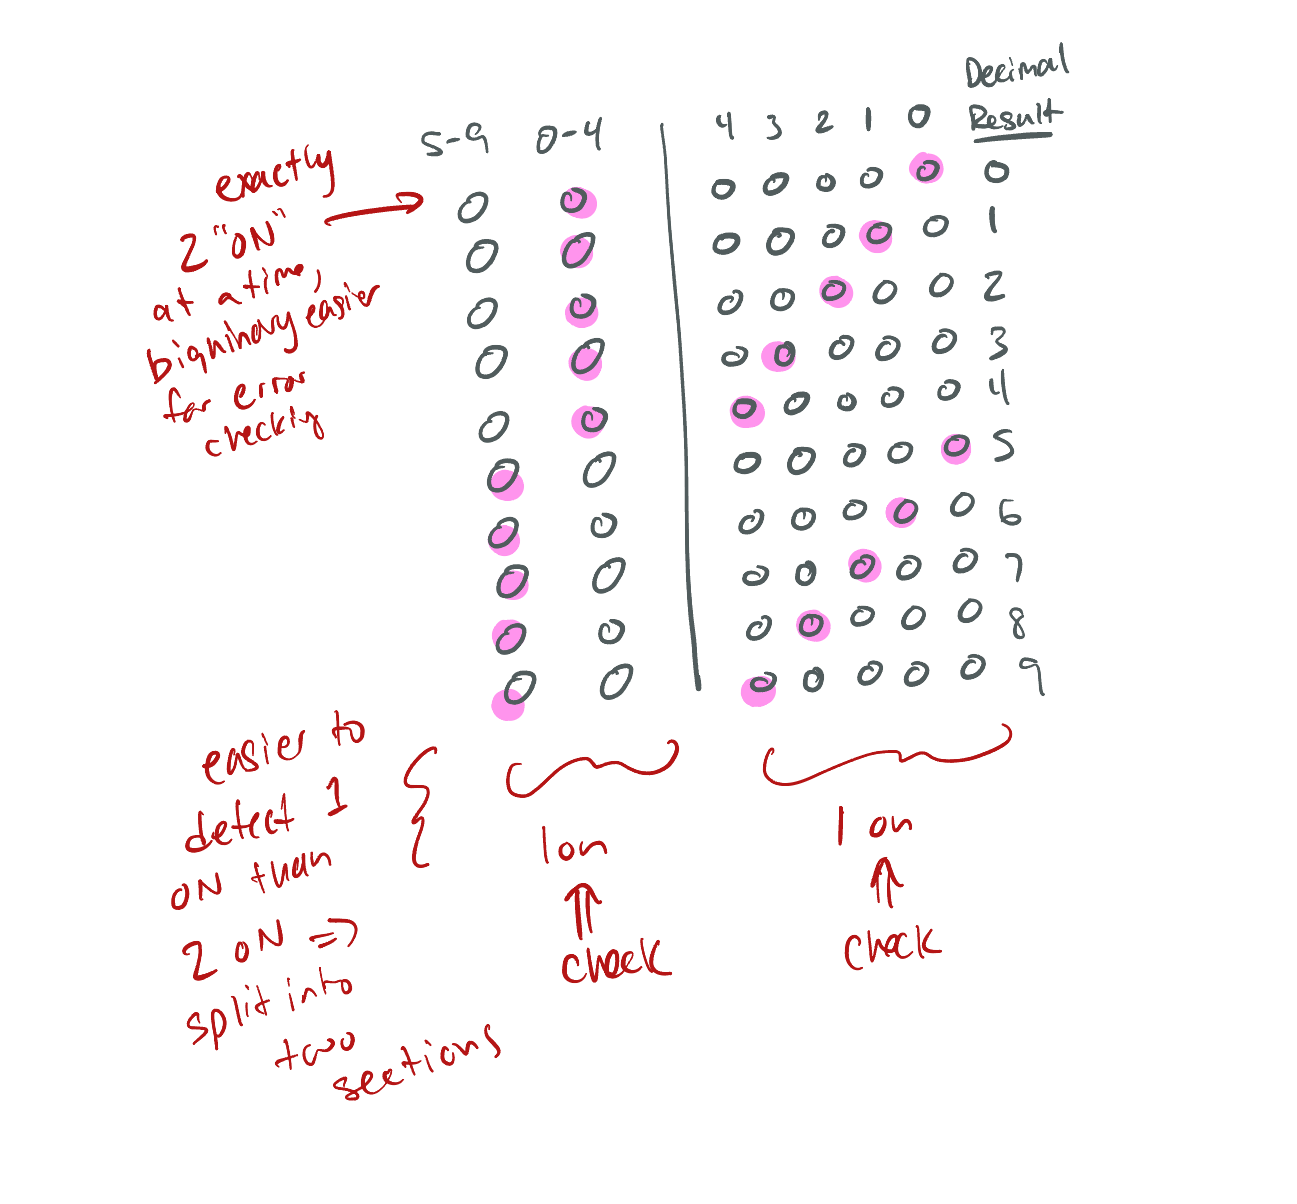 Decimal
Result
5-9 0-4 4 3 2 1 0
0 0 0 0 0 0 0 0
0 0 0 0 0 0 0 1
0 0 0 0 0 0 0 2
0 0 0 0 0 0 0 3
0 0 0 0 0 0 0 4
0 0 0 0 0 0 0 5
0 0 0 0 0 0 0 6
0 0 0 0 0 0 0 7
0 0 0 0 0 0 0 8
0 0 0 0 0 0 0 9
exactly
2 "ON"
at a time,
biquinary easier
for error
checking
easier to
detect 1
ON than
2 ON =>
split into
two
sections
1 on
check
1 on
check